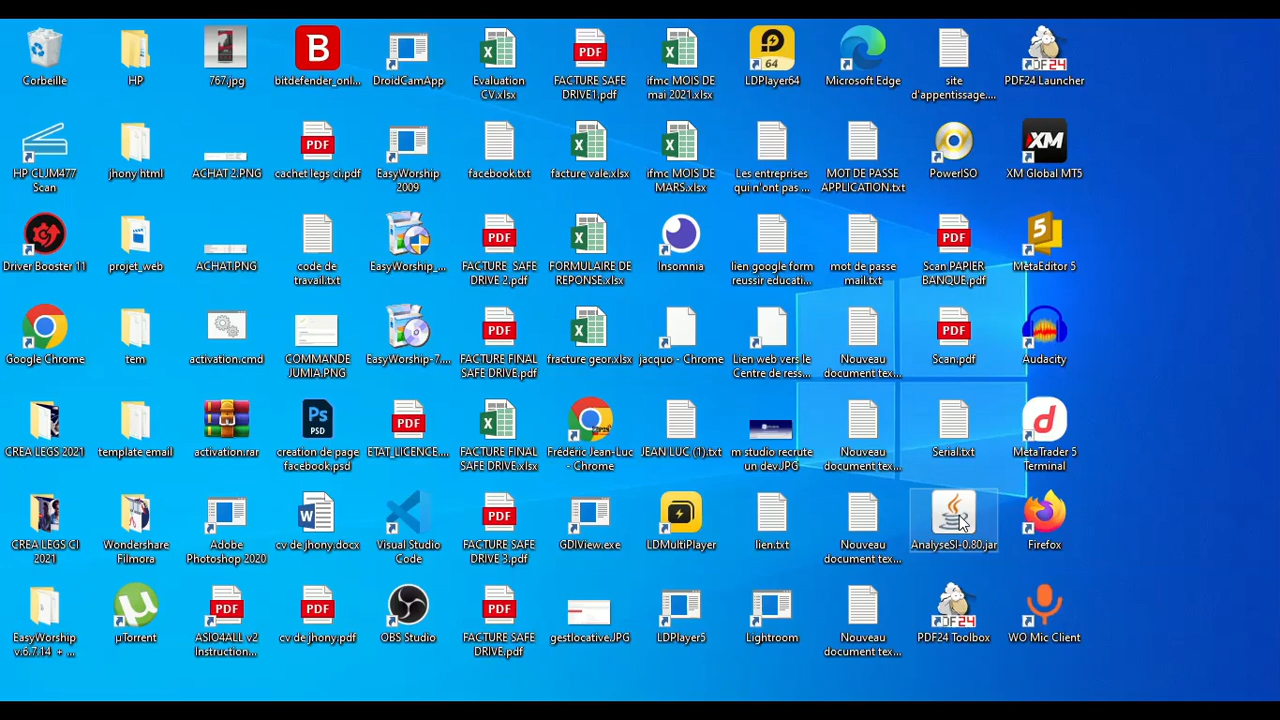 Corbeille
HP
767.jpg
bitdefender_onl...
DroidCamApp
Evaluation
CV.xlsx
FACTURE SAFE
DRIVE1.pdf
ifmc MOIS DE
mai 2021.xlsx
LDPlayer64
Microsoft Edge
site
d'appentissage....
PDF24 Launcher
HP CLJM477
Scan
jhony html
ACHAT 2.PNG
cachet legs ci.pdf
EasyWorship
2009
facebook.txt
facture vale.xlsx
ifmc MOIS DE
MARS.xlsx
Les entreprises
qui n'ont pas ...
MOT DE PASSE
APPLICATION.txt
PowerISO
XM Global MT5
Driver Booster 11
projet_web
ACHAT.PNG
code de
travail.txt
EasyWorship_...
FACTURE SAFE
DRIVE 2.pdf
FORMULAIRE DE
REPONSE.xlsx
Insomnia
lien google form
reussir educati...
mot de passe
mail.txt
Scan PAPIER
BANQUE.pdf
MetaEditor 5
Google Chrome
tem
activation.cmd
COMMANDE
JUMIA.PNG
EasyWorship-7....
FACTURE FINAL
SAFE DRIVE.pdf
fracture geor.xlsx
jacquo - Chrome
Lien web vers le
Centre de ress...
Nouveau
document tex...
Scan.pdf
Audacity
CREA LEGS 2021
template email
activation.rar
creation de page
facebook.psd
ETAT_LICENCE....
FACTURE FINAL
SAFE DRIVE.xlsx
Frédéric Jean-Luc
- Chrome
JEAN LUC (1).txt
m studio recrute
un dev.JPG
Nouveau
document tex...
Serial.txt
MetaTrader 5
Terminal
CREA LEGS CI
2021
Wondershare
Filmora
Adobe
Photoshop 2020
cv de jhony.docx
Visual Studio
Code
FACTURE SAFE
DRIVE 3.pdf
GDIView.exe
LDMultiPlayer
lien.txt
Nouveau
document tex...
AnalyseSI-0.80.jar
Firefox
EasyWorship
v.6.7.14 + ...
µTorrent
ASIO4ALL v2
Instruction...
cv de jhony.pdf
OBS Studio
FACTURE SAFE
DRIVE.pdf
gestlocative.JPG
LDPlayer5
Lightroom
Nouveau
document tex...
PDF24 Toolbox
WO Mic Client